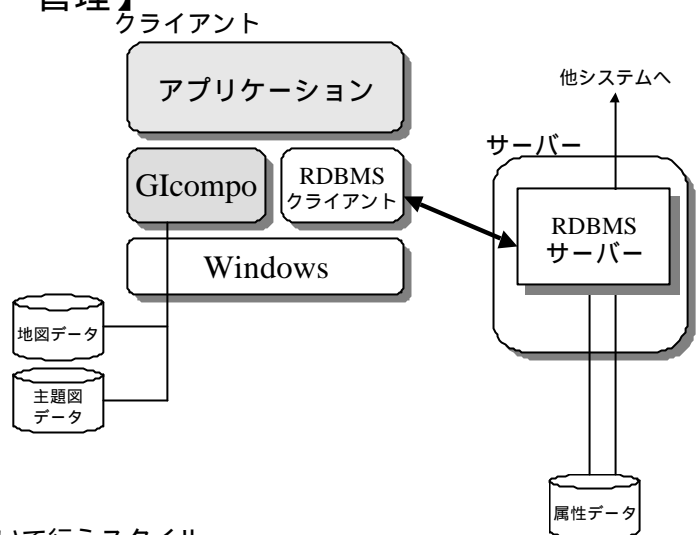 管理】
クライアント
アプリケーション
GIcompo
RDBMS
クライアント
Windows
地図データ
主題図
データ
他システムへ
サーバー
RDBMS
サーバー
属性データ
いて行うスタイル